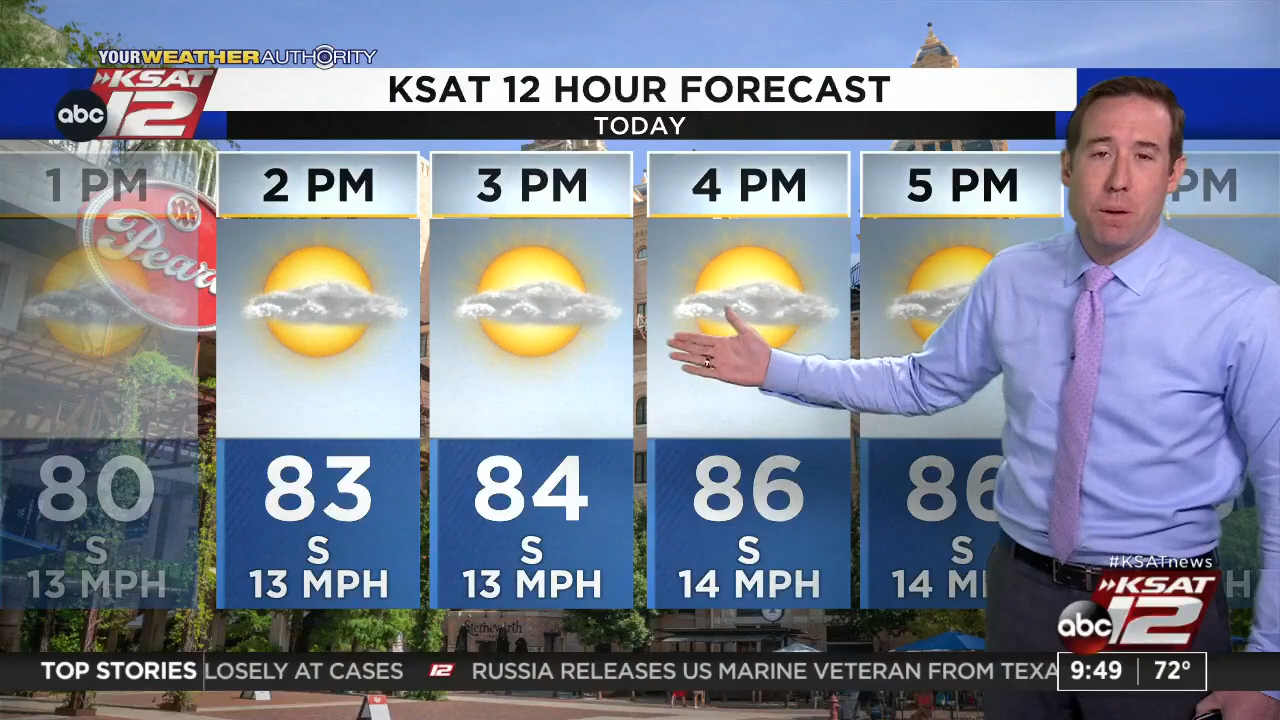 YOURWEATHERAUTHORITY
KSAT
abc 12
KSAT 12 HOUR FORECAST
TODAY
1 PM
2 PM
3 PM
4 PM
5 PM
PM
Pear
80
83
84
86
86
S
S
S
S
S
13 MPH
13 MPH
13 MPH
14 MPH
14 M
H
#KSATnews
KSAT
abc 12
TOP STORIES LOSELY AT CASES 12 RUSSIA RELEASES US MARINE VETERAN FROM TEXA
9:49 72°